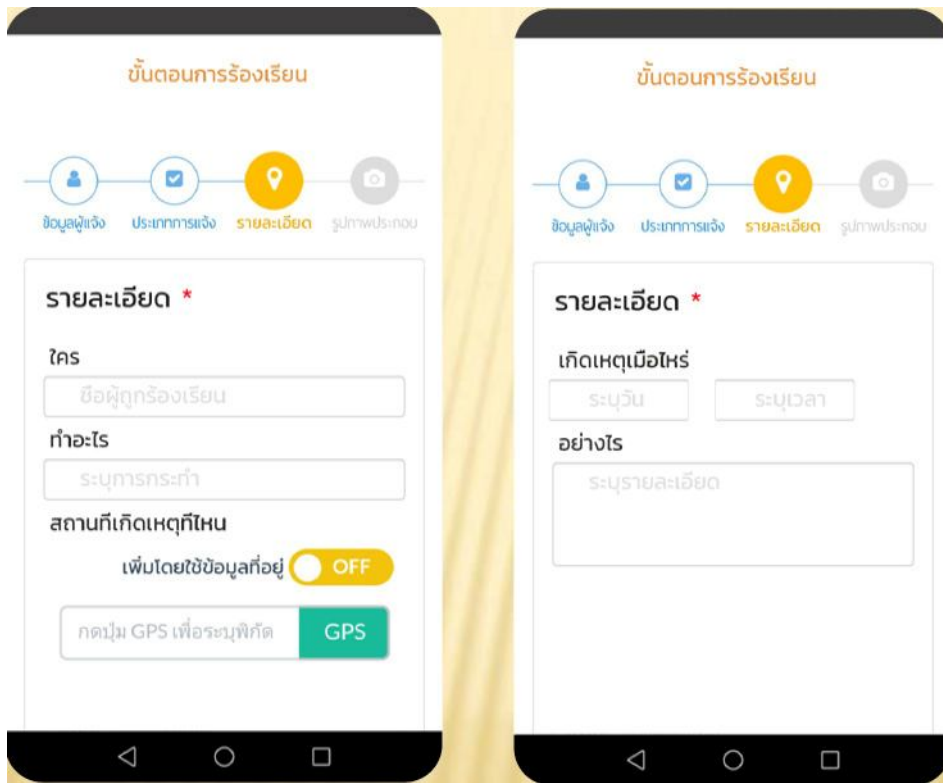 ขั้นตอนการร้องเรียน
ข้อมูลผู้แจ้ง ประเภทการแจ้ง รายละเอียด รูปภาพประกอบ
รายละเอียด *
ใคร
ชื่อผู้ถูกร้องเรียน
ทำอะไร
ระบุการกระทำ
สถานที่เกิดเหตุที่ไหน
เพิ่มโดยใช้ข้อมูลที่อยู่ OFF
กดปุ่ม GPS เพื่อระบุพิกัด GPS
ขั้นตอนการร้องเรียน
ข้อมูลผู้แจ้ง ประเภทการแจ้ง รายละเอียด รูปภาพประกอบ
รายละเอียด *
เกิดเหตุเมื่อไหร่
ระบุวัน ระบุเวลา
อย่างไร
ระบุรายละเอียด